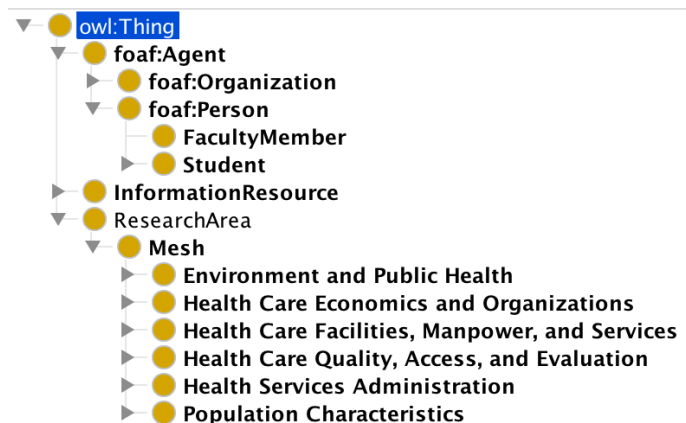 owl:Thing
foaf:Agent
foaf:Organization
foaf:Person
FacultyMember
Student
InformationResource
ResearchArea
Mesh
Environment and Public Health
Health Care Economics and Organizations
Health Care Facilities, Manpower, and Services
Health Care Quality, Access, and Evaluation
Health Services Administration
Population Characteristics